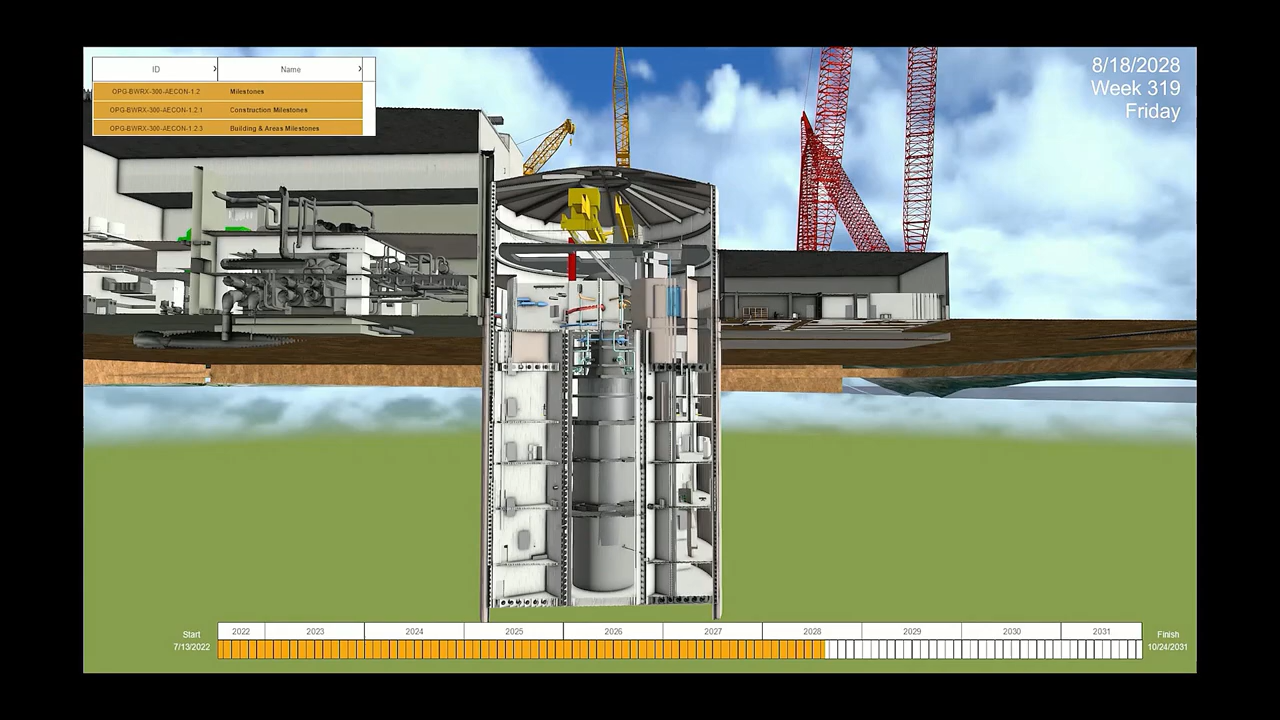 ID > Name >
OPG-BWRX-300-AECON-1.2 Milestones
OPG-BWRX-300-AECON-1.2.1 Construction Milestones
OPG-BWRX-300-AECON-1.2.3 Building & Areas Milestones
8/18/2028
Week 319
Friday
Start 2022 2023 2024 2025 2026 2027 2028 2029 2030 2031 Finish
7/13/2022 10/24/2031